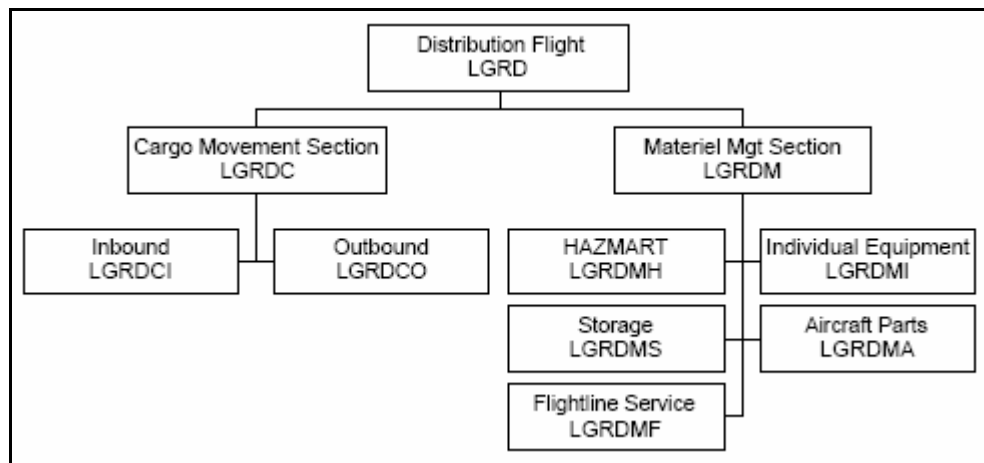 Distribution Flight
LGRD
Cargo Movement Section
LGRDC
Materiel Mgt Section
LGRDM
Inbound
LGRDCI
Outbound
LGRDCO
HAZMART
LGRDMH
Individual Equipment
LGRDMI
Storage
LGRDMS
Aircraft Parts
LGRDMA
Flightline Service
LGRDMF